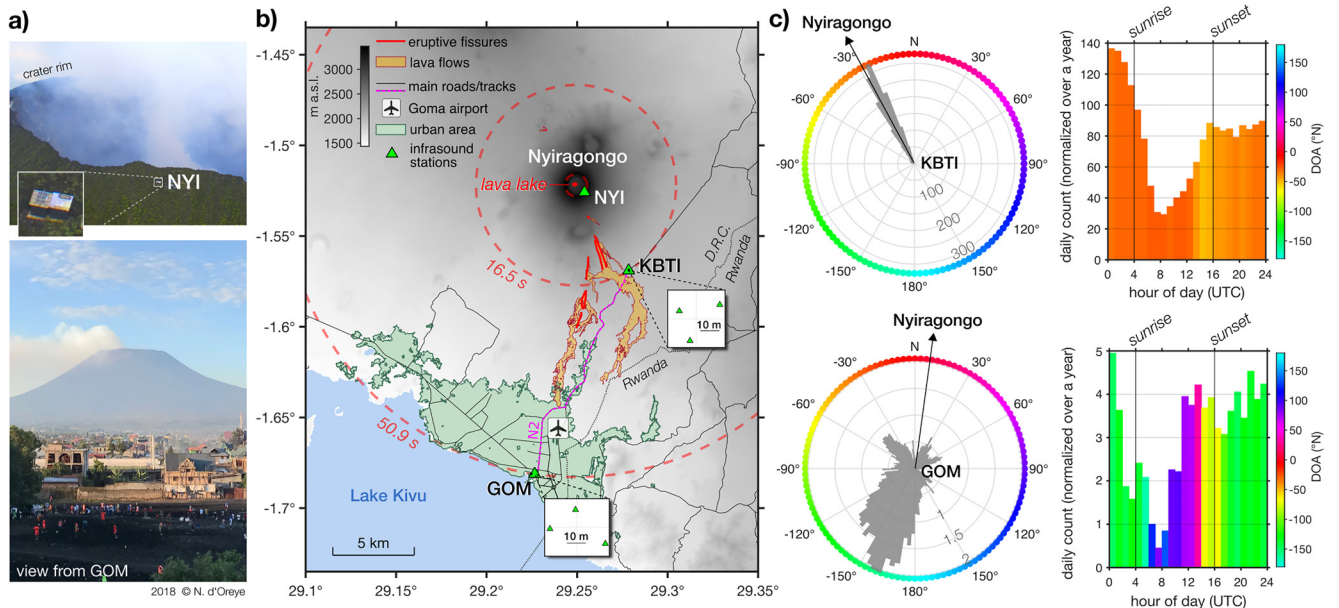 a)
crater rim
NYI
view from GOM
2018 © N. d'Oreye
b)
eruptive fissures
lava flows
main roads/tracks
Goma airport
urban area
infrasound
stations
m a.s.l.
3000
2500
2000
1500
Nyiragongo
lava lake
NYI
16.5 s
KBTI
D.R.C.
Rwanda
10 m
Rwanda
50.9 s
N2
GOM
Lake Kivu
10 m
5 km
-1.45
-1.5
-1.55
-1.6
-1.65
-1.7
29.1
29.15
29.2
29.25
29.3
29.35
c)
Nyiragongo
N
-30°
30°
-60°
60°
-90°
90°
-120°
120°
-150°
150°
180°
KBTI
100
200
300
sunrise
sunset
daily count (normalized over a year)
140
120
100
80
60
40
20
0
0 4 8 12 16 20 24
hour of day (UTC)
150
100
50
0
-50
-100
-150
DOA (°N)
Nyiragongo
N
-30°
30°
-60°
60°
-90°
90°
-120°
120°
-150°
150°
180°
GOM
1
1.5
2
sunrise
sunset
daily count (normalized over a year)
5
4
3
2
1
0
0 4 8 12 16 20 24
hour of day (UTC)
150
100
50
0
-50
-100
-150
DOA (°N)